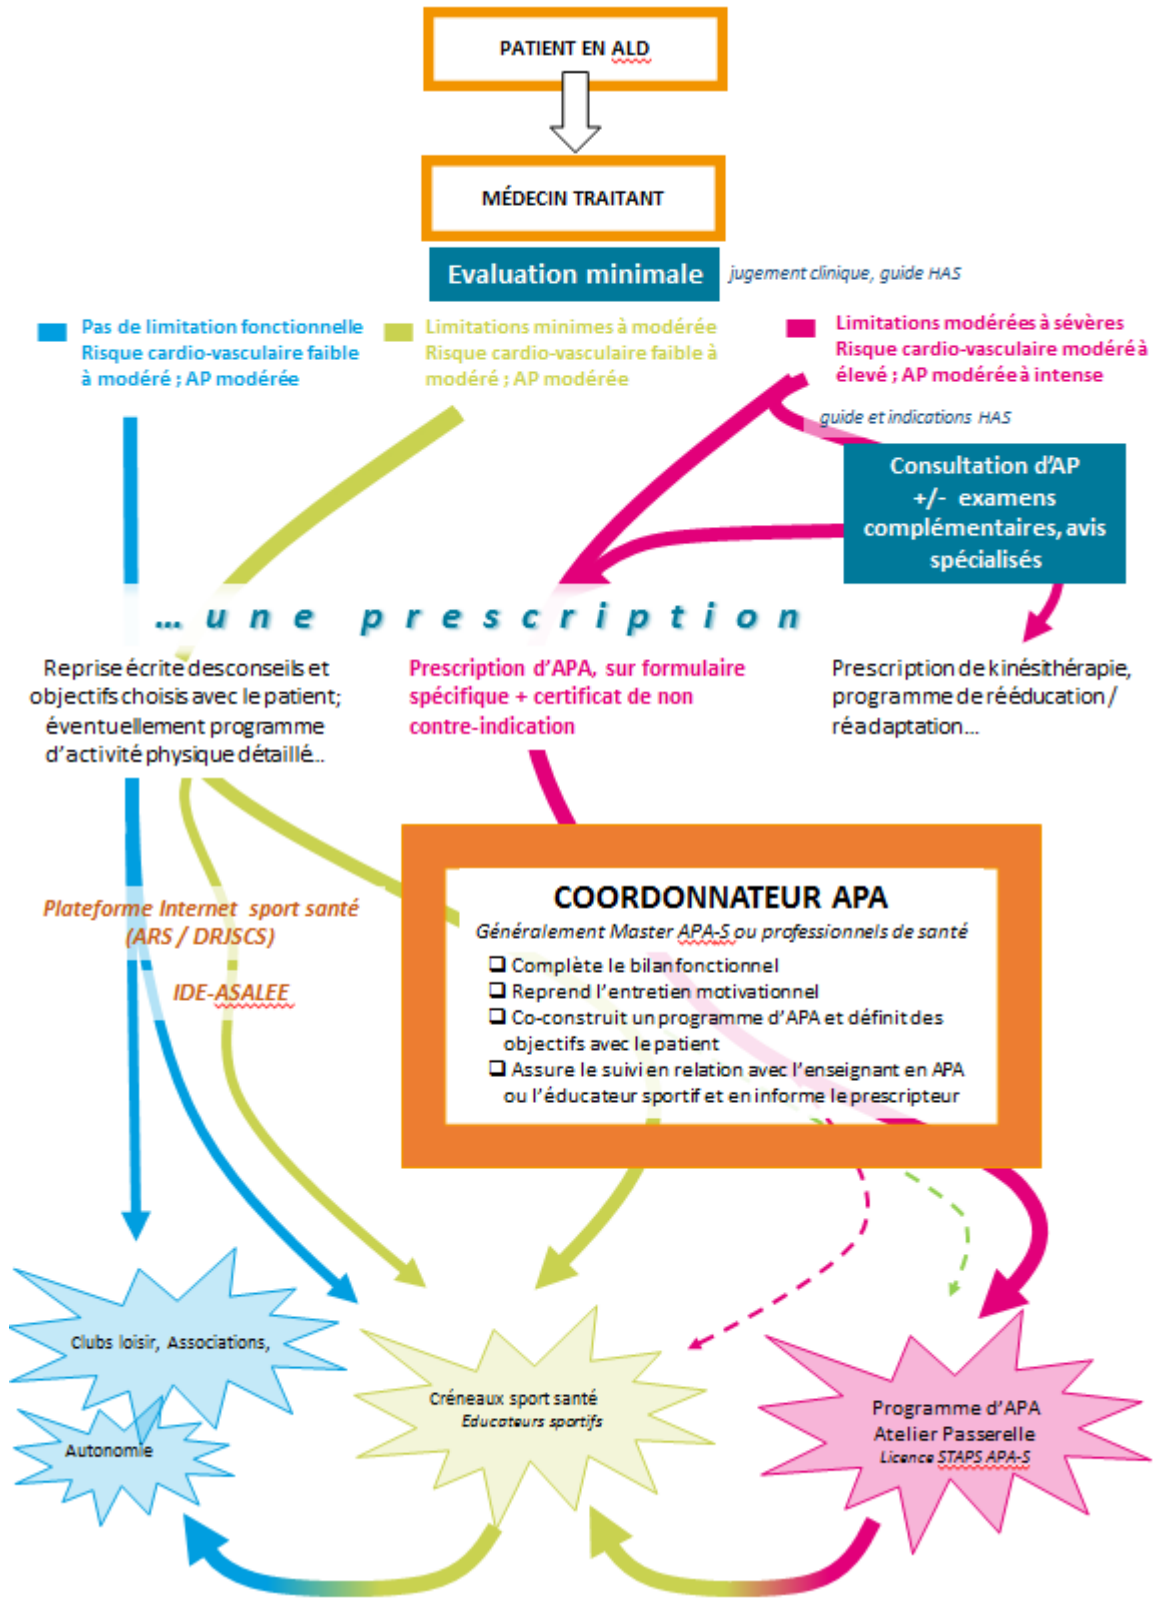 PATIENT EN ALD
MÉDECIN TRAITANT
Evaluation minimale
jugement clinique, guide HAS
Pas de limitation fonctionnelle
Risque cardio-vasculaire faible
à modéré ; AP modérée
Limitations minimes à modérée
Risque cardio-vasculaire faible à
modéré ; AP modérée
Limitations modérées à sévères
Risque cardio-vasculaire modéré à
élevé ; AP modérée à intense
guide et indications HAS
Consultation d'AP
+/- examens
complémentaires, avis
spécialisés
... une prescription
Reprise écrite desconseils et
objectifs choisis avec le patient;
éventuellement programme
d'activité physique détaillé...
Prescription d'APA, sur formulaire
spécifique + certificat de non
contre-indication
Prescription de kinésithérapie,
programme de rééducation /
réadaptation...
Plateforme Internet sport santé
(ARS / DRJSCS)
IDE-ASALEE
COORDONNATEUR APA
Généralement Master APA-S ou professionnels de santé
❑ Complète le bilan fonctionnel
❑ Reprend l'entretien motivationnel
❑ Co-construit un programme d'APA et définit des
objectifs avec le patient
❑ Assure le suivi en relation avec l'enseignant en APA
ou l'éducateur sportif et en informe le prescripteur
Clubs loisir, Associations,
Autonomie
Créneaux sport santé
Educateurs sportifs
Programme d'APA
Atelier Passerelle
Licence STAPS APA-S